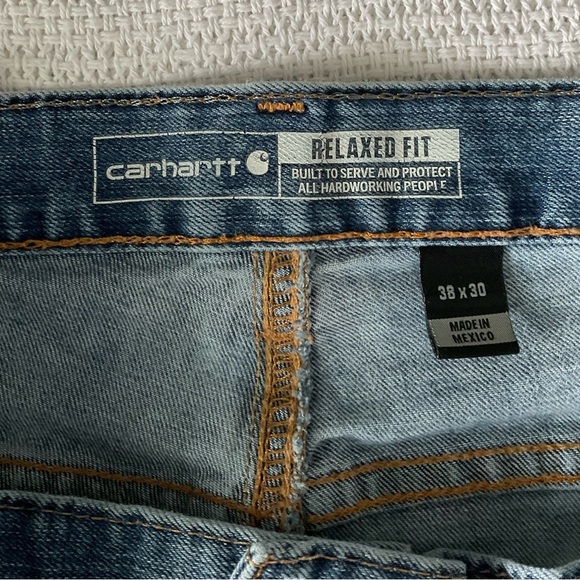 carhartt
RELAXED FIT
BUILT TO SERVE AND PROTECT
ALL HARDWORKING PEOPLE
38 x 30
MADE IN
MEXICO